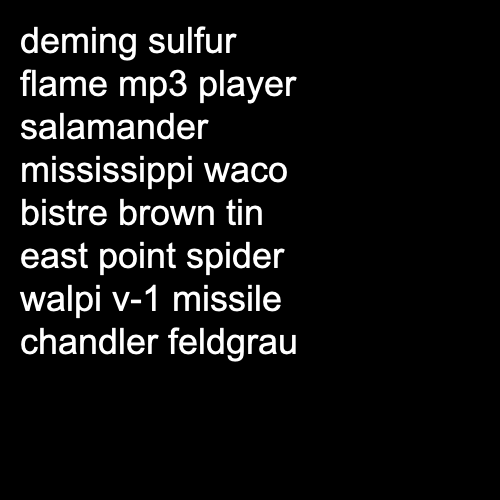 deming sulfur
flame mp3 player
salamander
mississippi waco
bistre brown tin
east point spider
walpi v-1 missile
chandler feldgrau